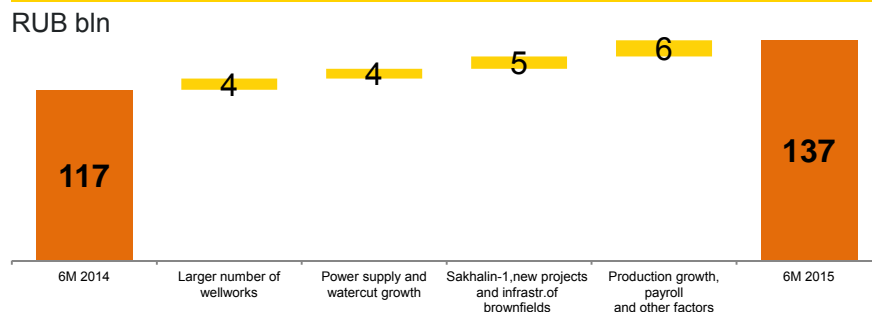 RUB bln
117
4
4
5
6
137
6M 2014
Larger number of
wellworks
Power supply and
watercut growth
Sakhalin-1,new projects
and infrastr.of
brownfields
Production growth,
payroll
and other factors
6M 2015